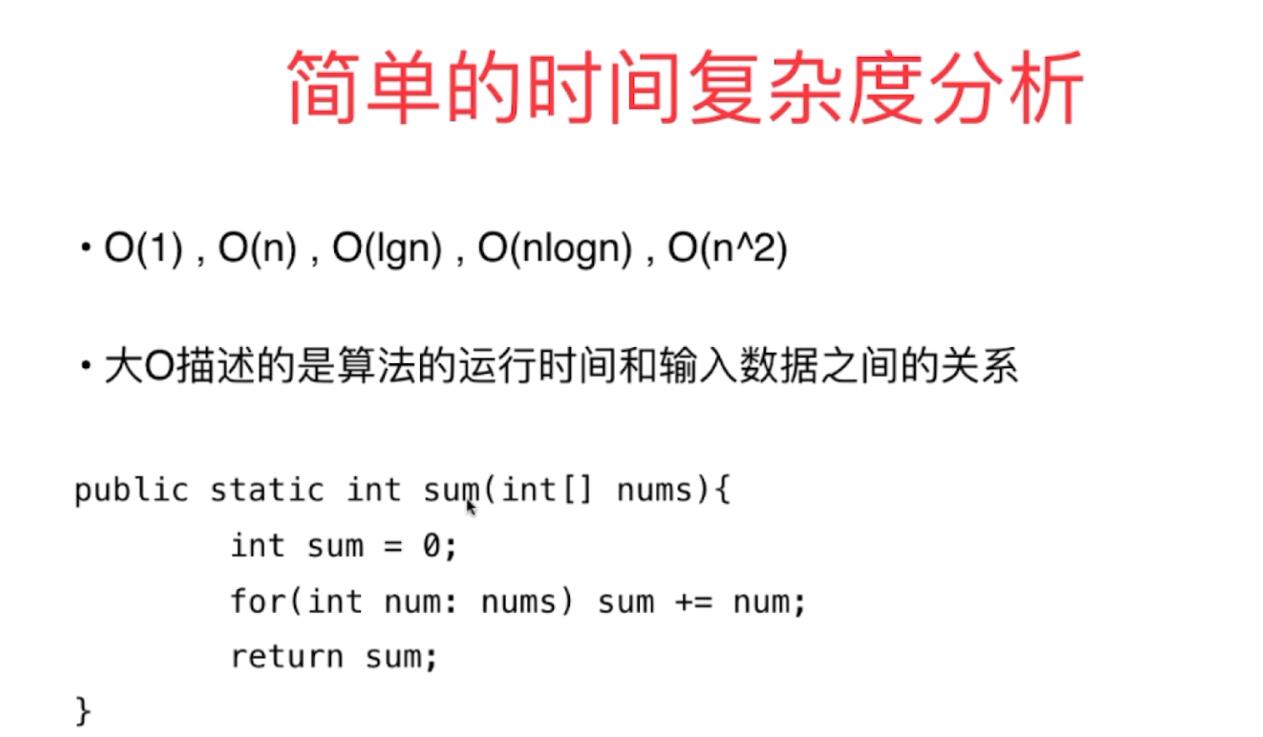 简单的时间复杂度分析
• O(1) , O(n) , O(lgn) , O(nlogn) , O(n^2)
• 大O描述的是算法的运行时间和输入数据之间的关系
public static int sum(int[] nums){
int sum = 0;
for(int num: nums) sum += num;
return sum;
}